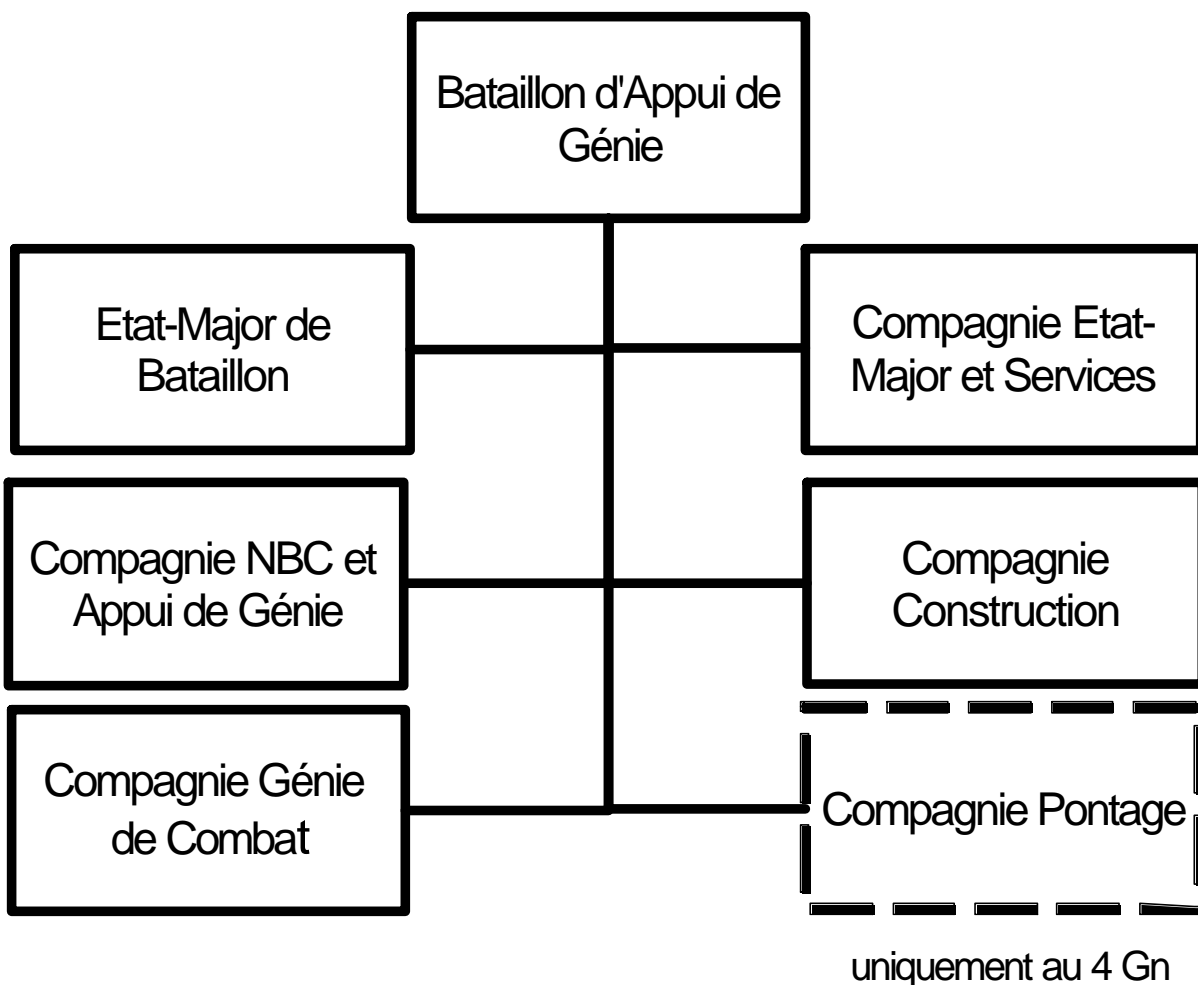 Bataillon d'Appui de
Génie
Etat-Major de
Bataillon
Compagnie Etat-
Major et Services
Compagnie NBC et
Appui de Génie
Compagnie
Construction
Compagnie Génie
de Combat
Compagnie Pontage
uniquement au 4 Gn